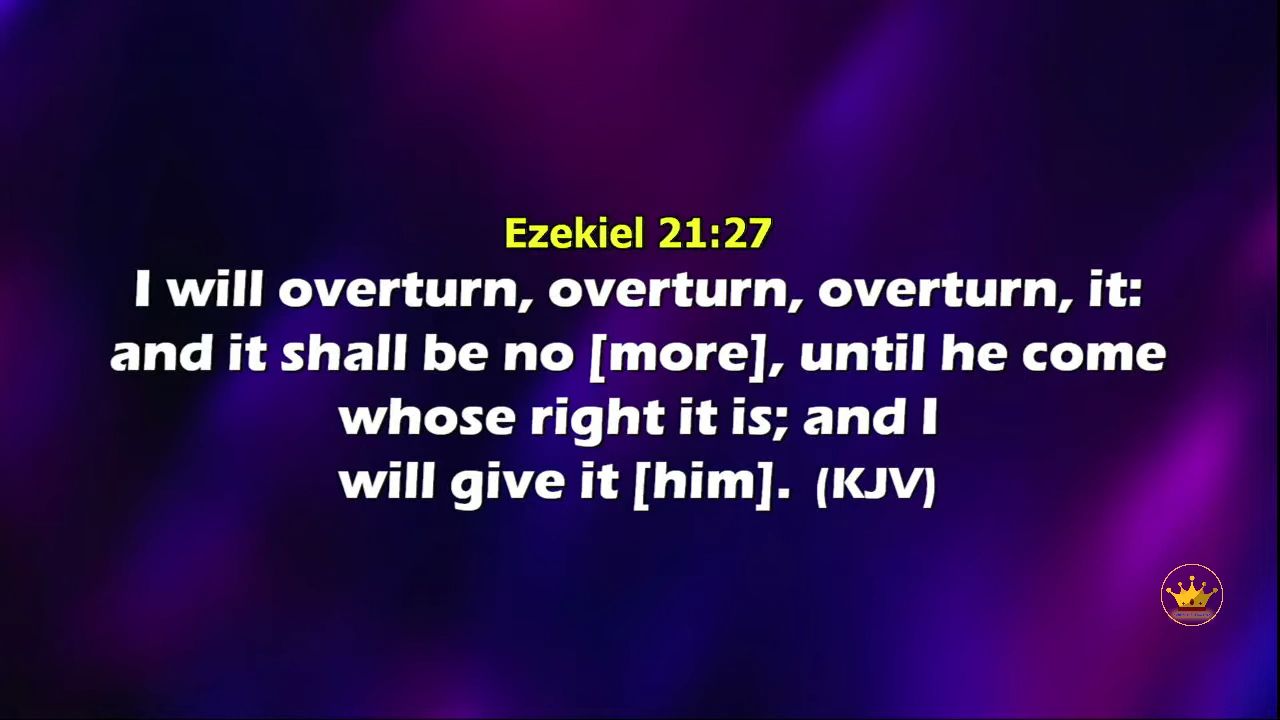 Ezekiel 21:27
I will overturn, overturn, overturn, it:
and it shall be no [more], until he come
whose right it is; and I
will give it [him]. (KJV)